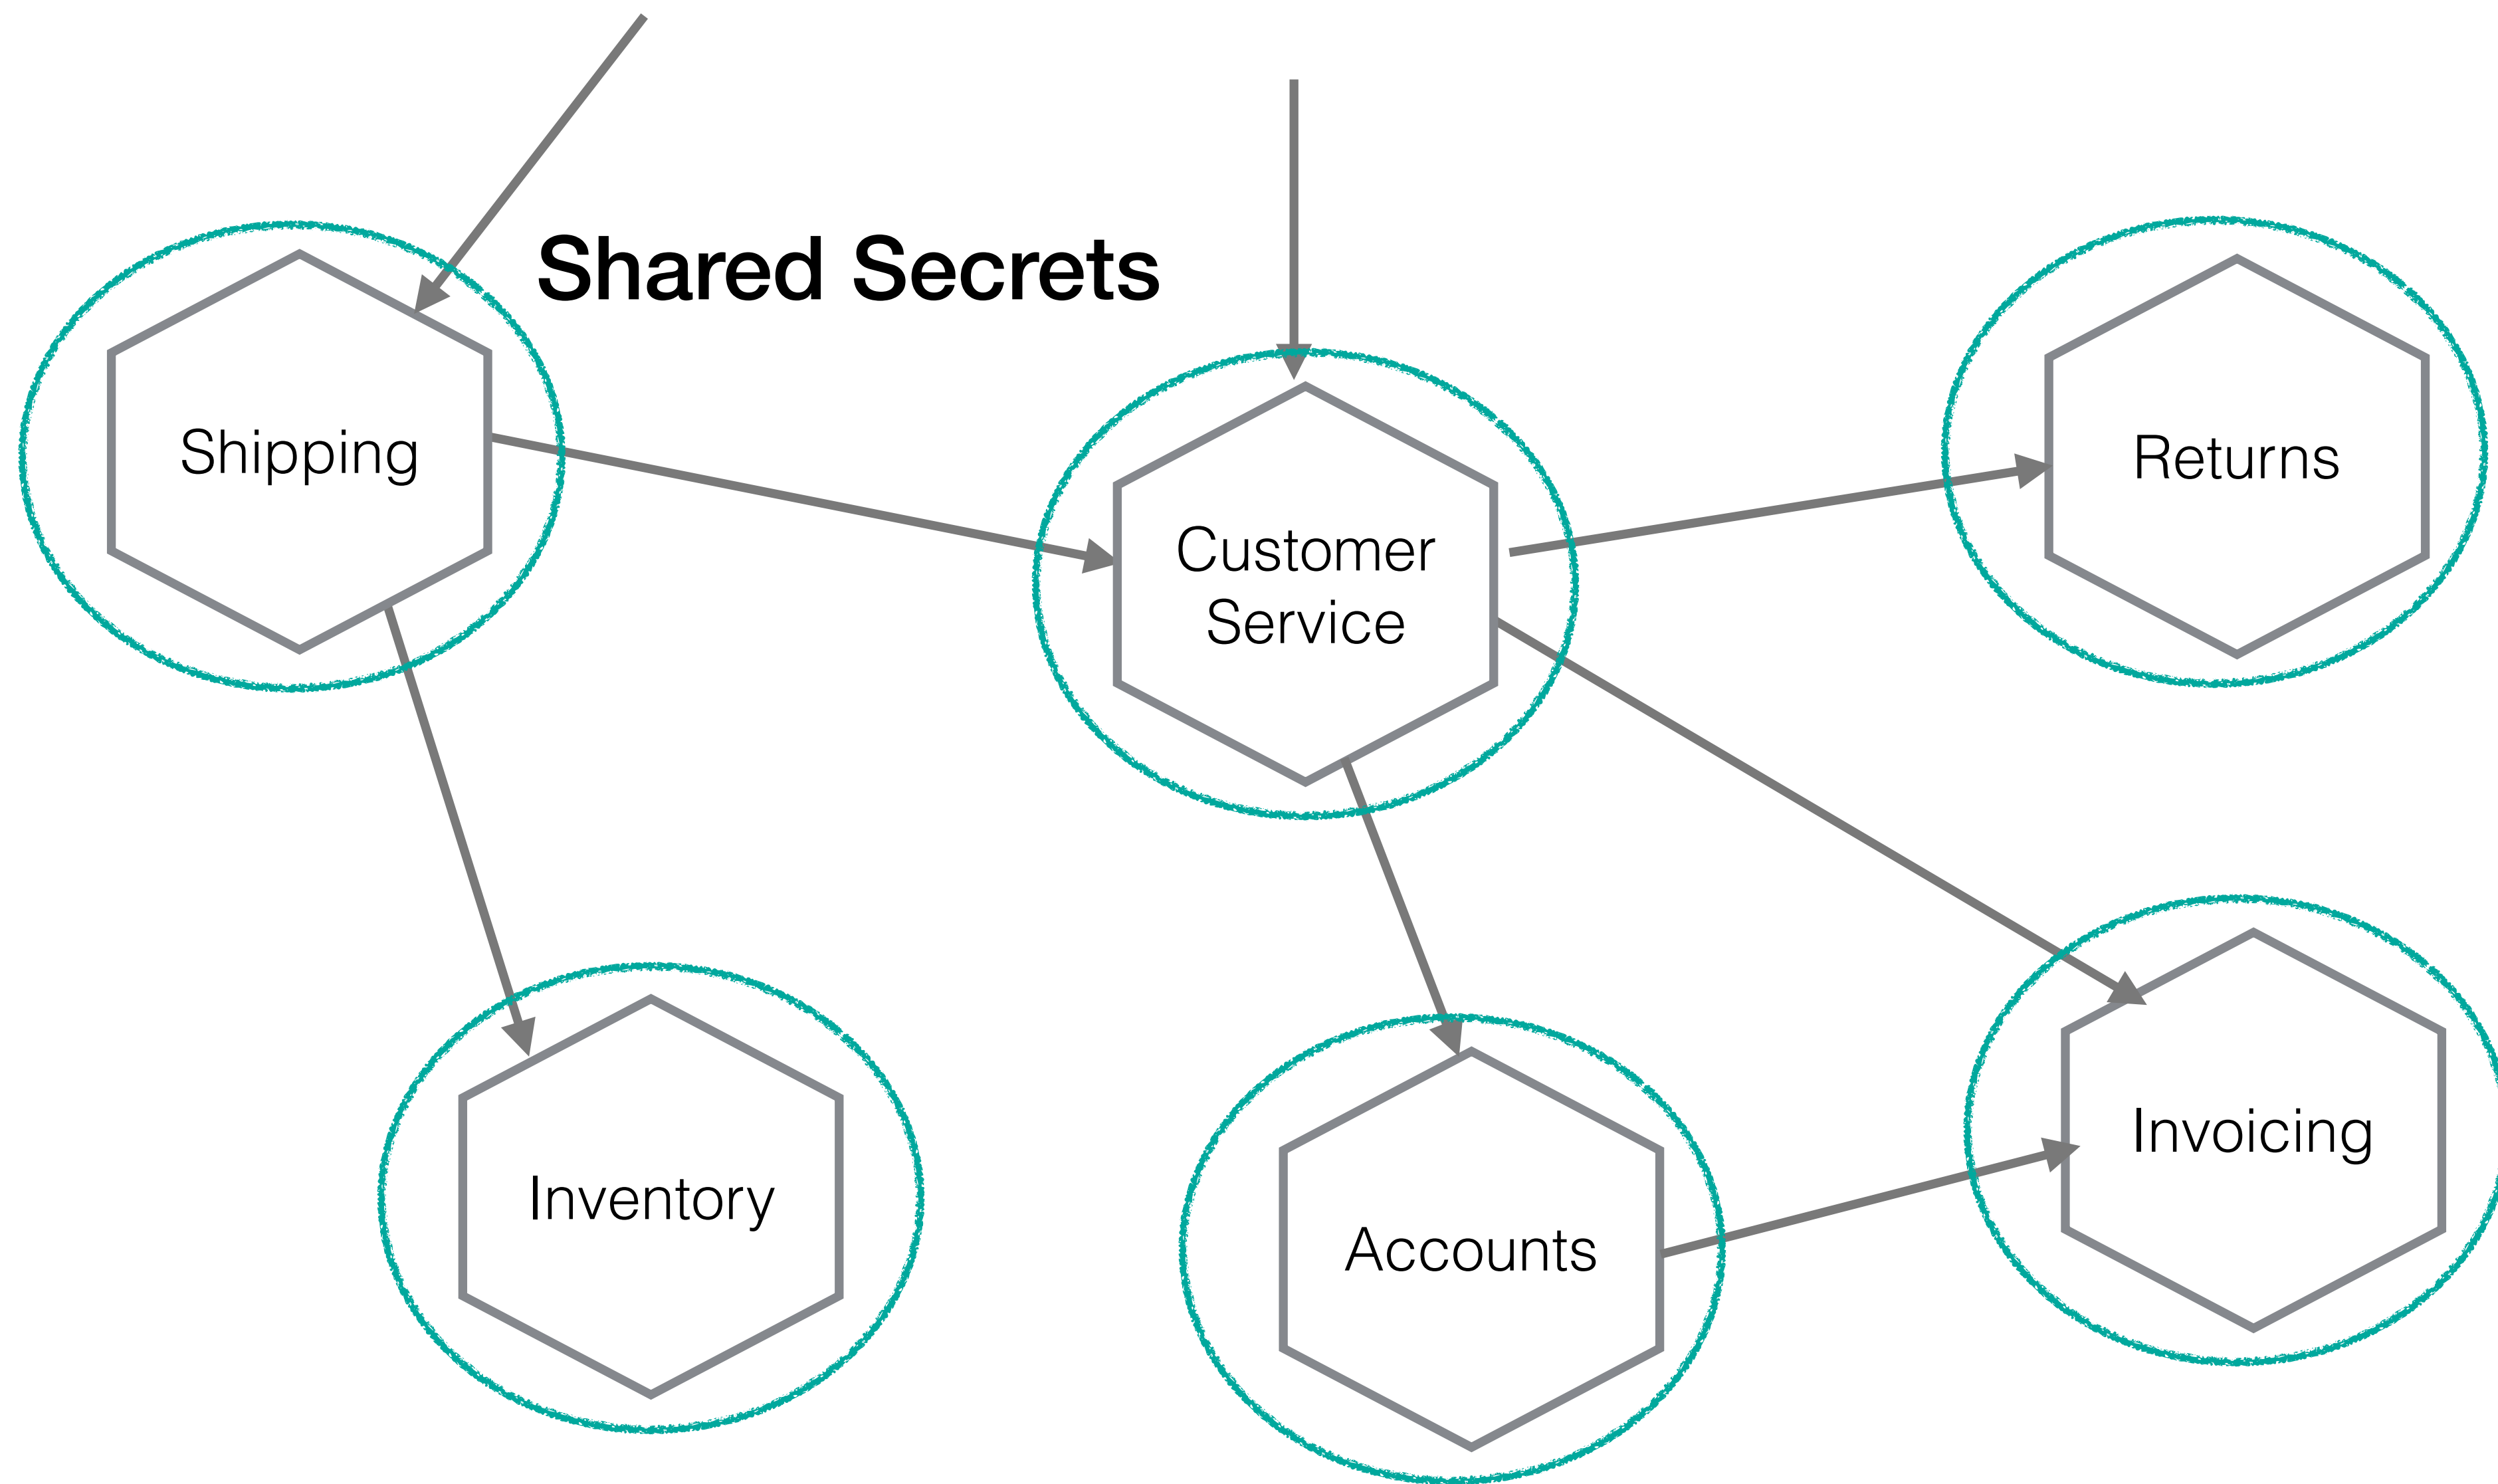 Shared Secrets
Shipping
Customer
Service
Returns
Inventory
Accounts
Invoicing